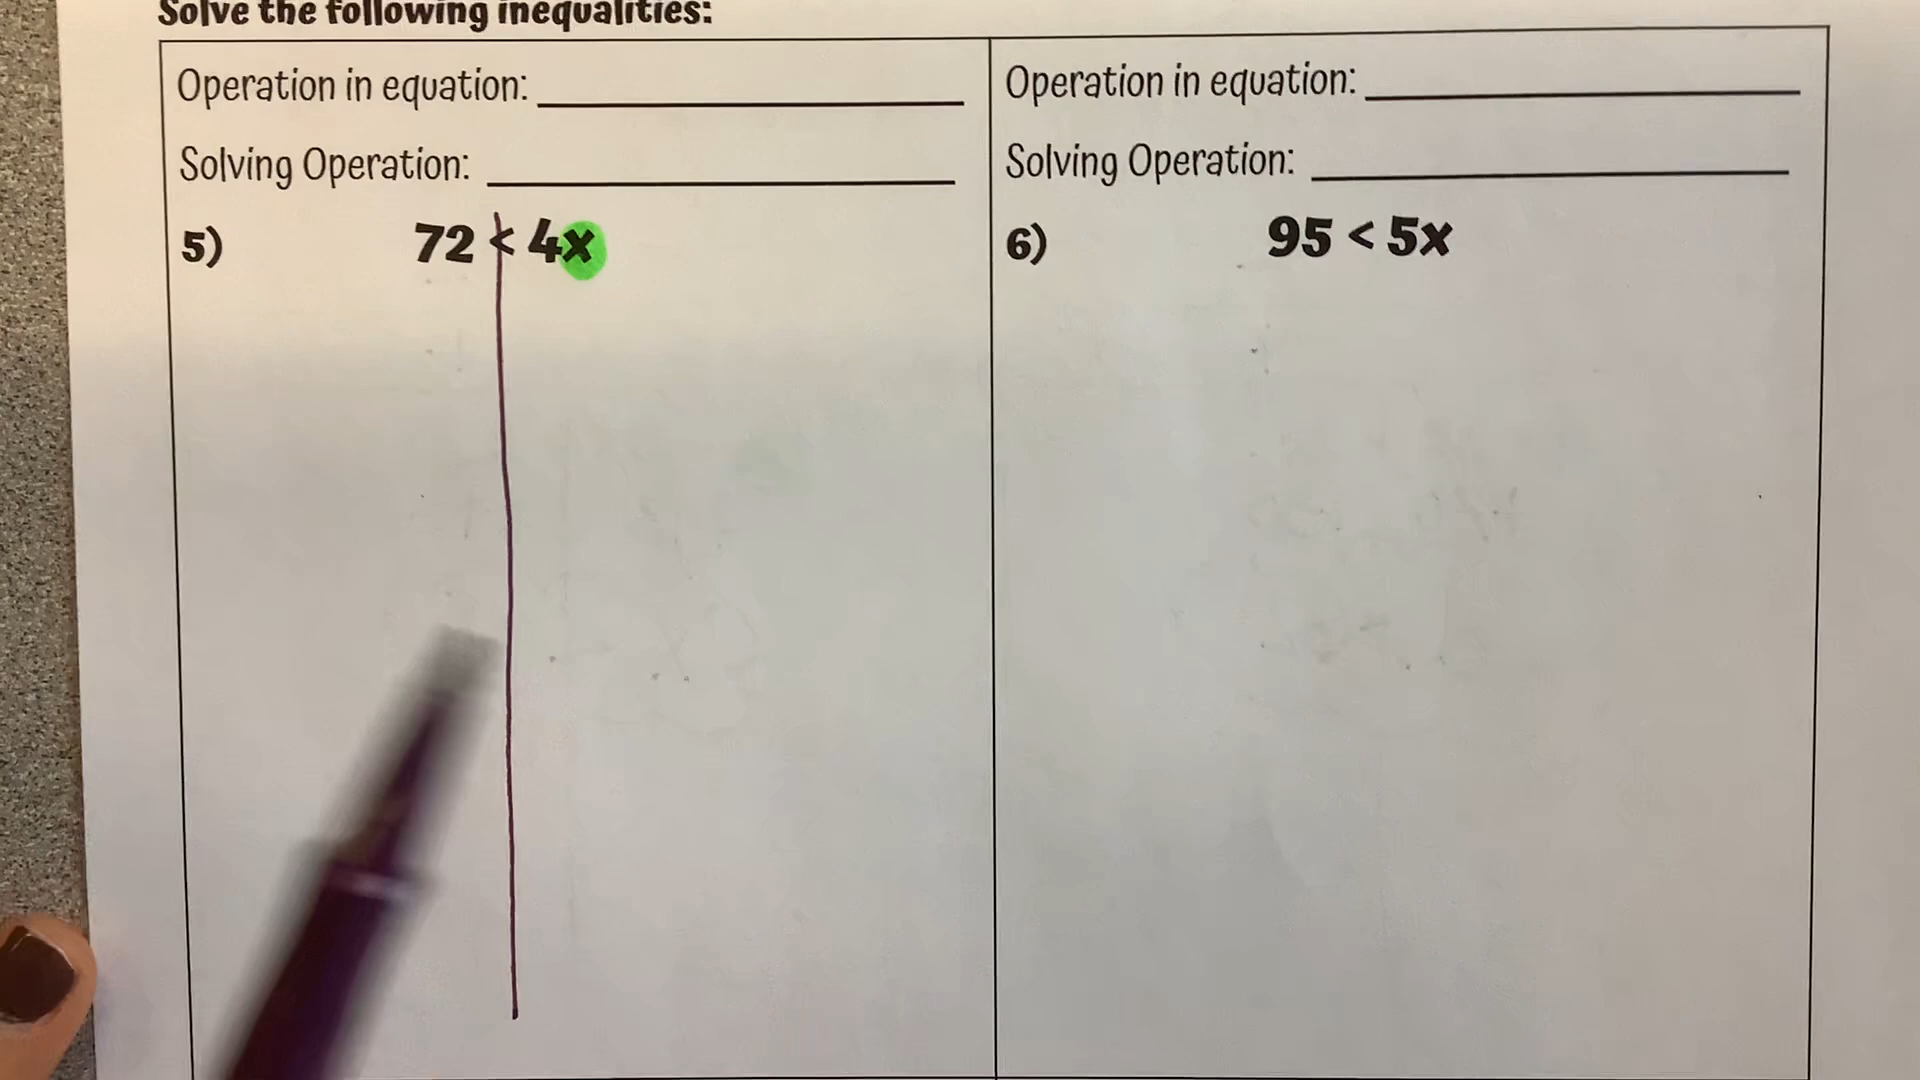 Solve the following inequalities:
Operation in equation:
Solving Operation:
5) 72 < 4x
Operation in equation:
Solving Operation:
6) 95 < 5x